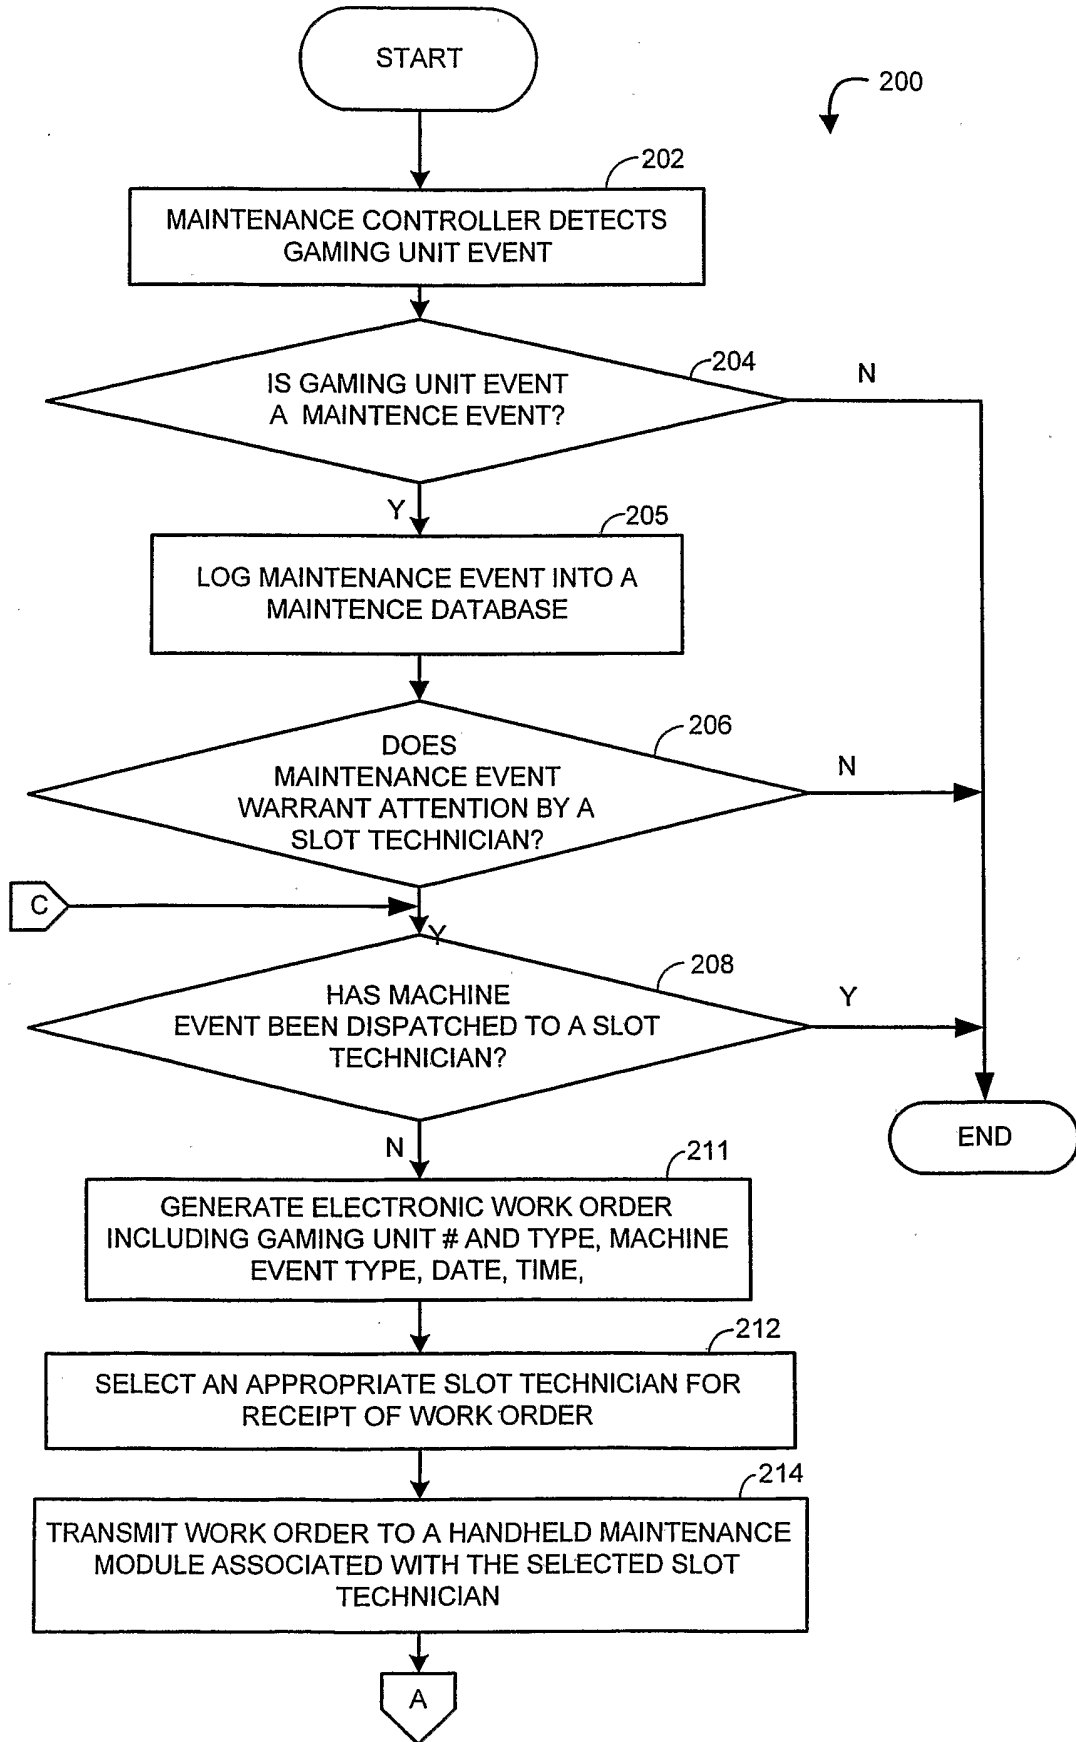 START
200
202
MAINTENANCE CONTROLLER DETECTS
GAMING UNIT EVENT
204
N
IS GAMING UNIT EVENT
A MAINTENCE EVENT?
Y
205
LOG MAINTENANCE EVENT INTO A
MAINTENCE DATABASE
206
DOES
MAINTENANCE EVENT
WARRANT ATTENTION BY A
SLOT TECHNICIAN?
N
C
Y
208
HAS MACHINE
EVENT BEEN DISPATCHED TO A SLOT
TECHNICIAN?
Y
END
N
211
GENERATE ELECTRONIC WORK ORDER
INCLUDING GAMING UNIT # AND TYPE, MACHINE
EVENT TYPE, DATE, TIME,
212
SELECT AN APPROPRIATE SLOT TECHNICIAN FOR
RECEIPT OF WORK ORDER
214
TRANSMIT WORK ORDER TO A HANDHELD MAINTENANCE
MODULE ASSOCIATED WITH THE SELECTED SLOT
TECHNICIAN
A